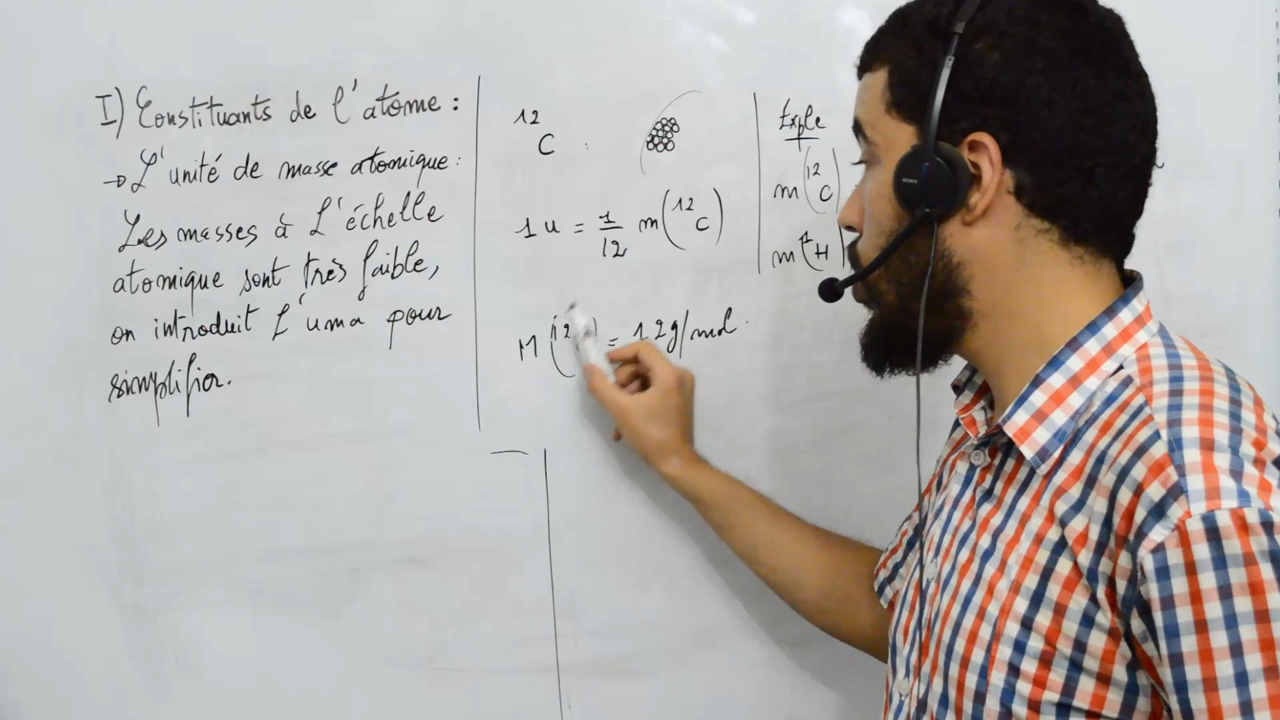 I) Constituants de l'atome :
→ L'unité de masse atomique :
Les masses à L'échelle
atomique sont très faible,
on introduit L'uma pour
simplifier.
12
C :
1 u = 1/12 m(12C)
M(12 ) = 12g/mol.
Exple
m(12C)
m(1H)
SONY